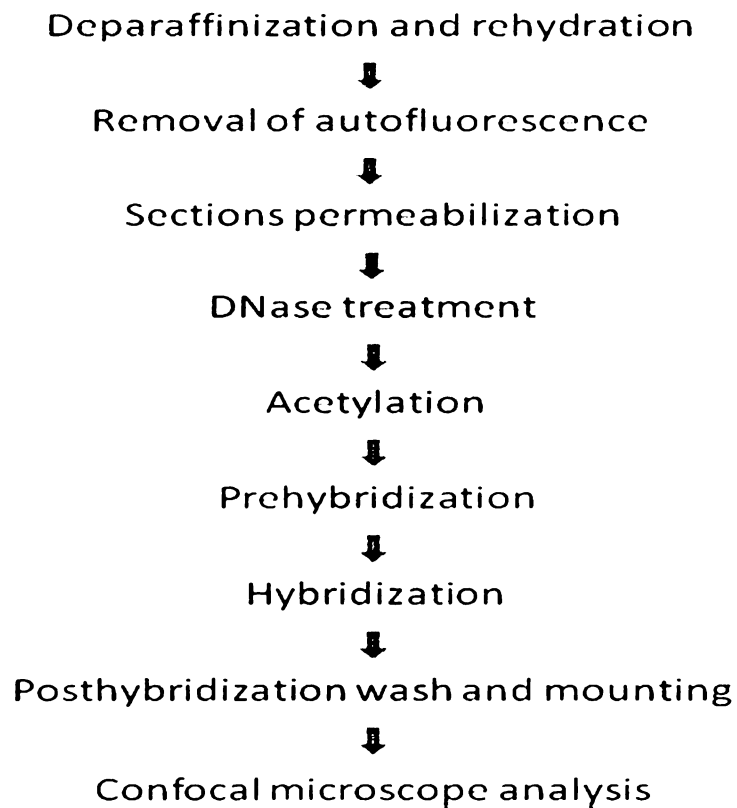 Deparaffinization and rehydration
Removal of autofluorescence
Sections permeabilization
DNase treatment
Acetylation
Prehybridization
Hybridization
Posthybridization wash and mounting
Confocal microscope analysis